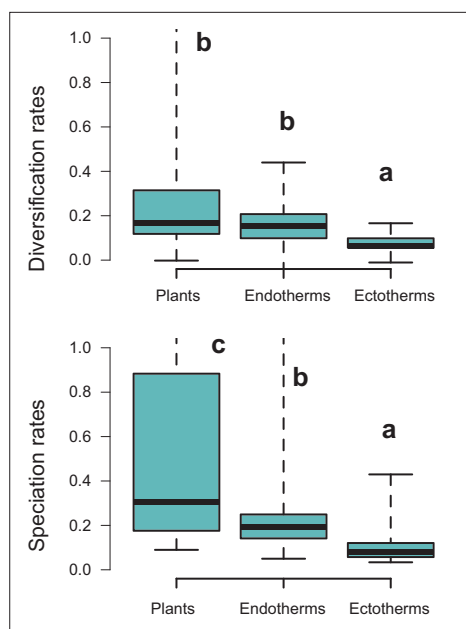 Diversification rates
1.0
0.8
0.6
0.4
0.2
0.0
b
b
a
Plants Endotherms Ectotherms
Speciation rates
1.0
0.8
0.6
0.4
0.2
0.0
c
b
a
Plants Endotherms Ectotherms